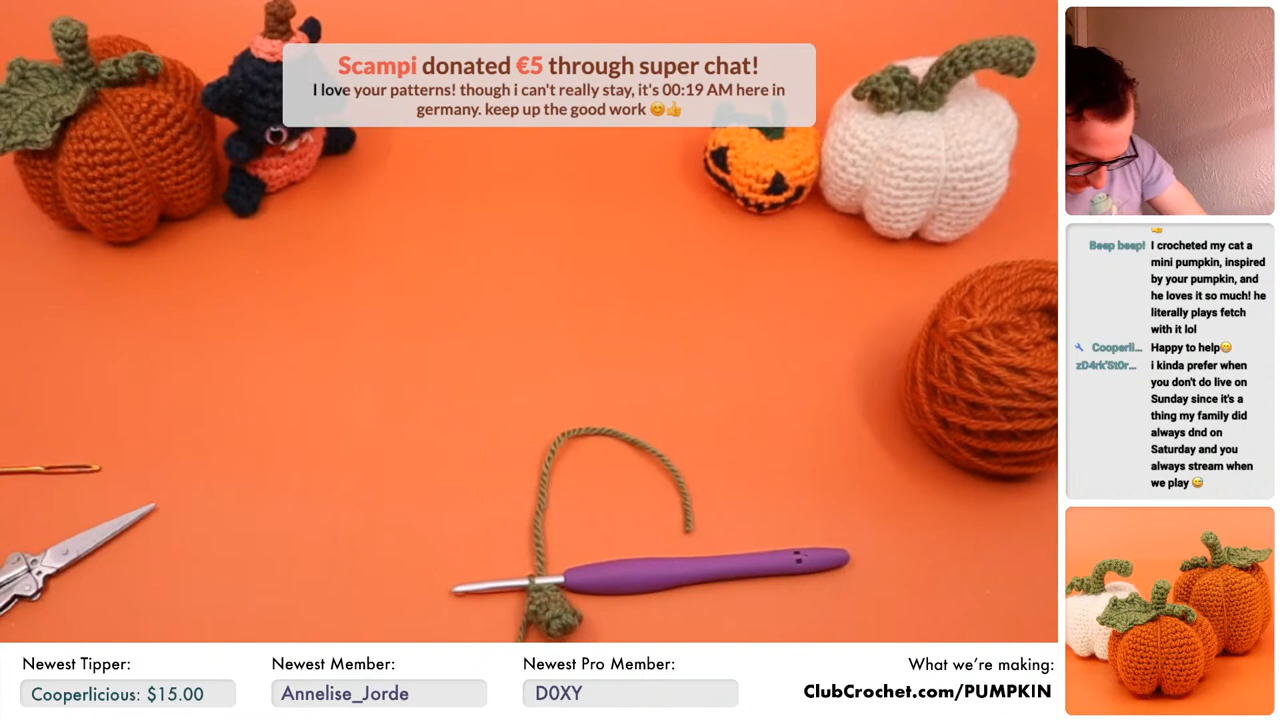 Scampi donated €5 through super chat!
I love your patterns! though i can't really stay, it's 00:19 AM here in
germany. keep up the good work 😊👍
Beep beep! I crocheted my cat a
mini pumpkin, inspired
by your pumpkin, and
he loves it so much! he
literally plays fetch
with it lol
Cooperli... Happy to help😁
zD4rk'St0r... i kinda prefer when
you don't do live on
Sunday since it's a
thing my family did
always dnd on
Saturday and you
always stream when
we play 😅
Newest Tipper:
Cooperlicious: $15.00
Newest Member:
Annelise_Jorde
Newest Pro Member:
D0XY
What we're making:
ClubCrochet.com/PUMPKIN